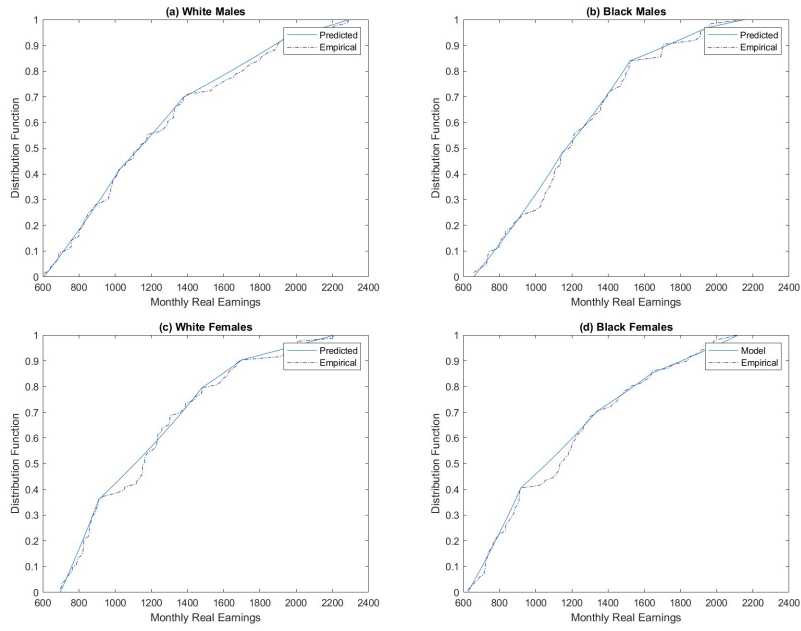 (a) White Males
1
0.9
0.8
0.7
0.6
0.5
0.4
0.3
0.2
0.1
0
Distribution Function
Predicted
Empirical
600 800 1000 1200 1400 1600 1800 2000 2200 2400
Monthly Real Earnings
(b) Black Males
1
0.9
0.8
0.7
0.6
0.5
0.4
0.3
0.2
0.1
0
Distribution Function
Predicted
Empirical
600 800 1000 1200 1400 1600 1800 2000 2200 2400
Monthly Real Earnings
(c) White Females
1
0.9
0.8
0.7
0.6
0.5
0.4
0.3
0.2
0.1
0
Distribution Function
Predicted
Empirical
600 800 1000 1200 1400 1600 1800 2000 2200 2400
Monthly Real Earnings
(d) Black Females
1
0.9
0.8
0.7
0.6
0.5
0.4
0.3
0.2
0.1
0
Distribution Function
Model
Empirical
600 800 1000 1200 1400 1600 1800 2000 2200 2400
Monthly Real Earnings